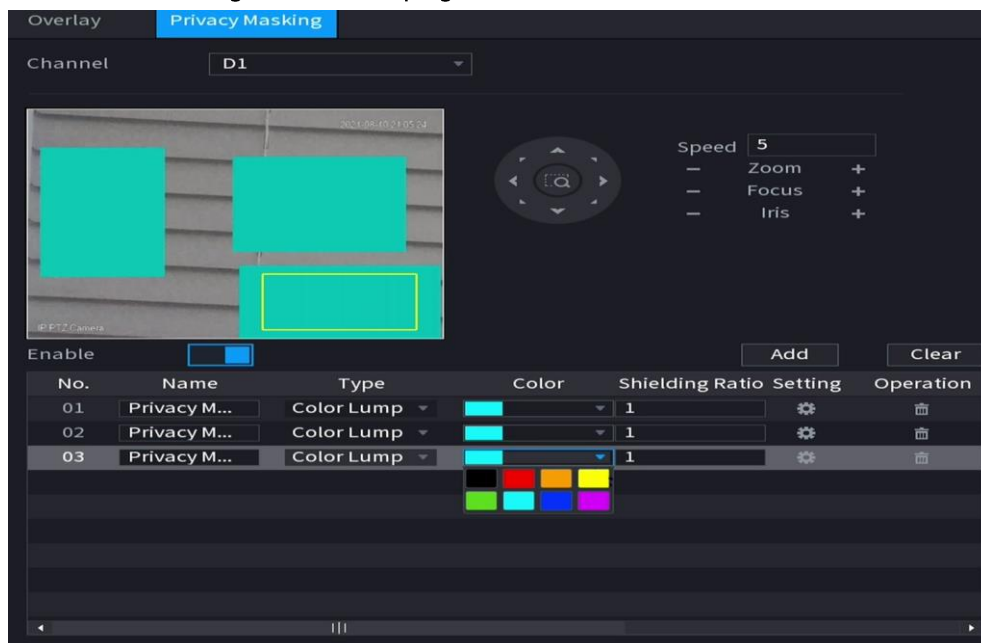 Overlay Privacy Masking
Channel D1
Speed 5
Zoom
Focus
Iris
IP PTZ Camera
Enable Add Clear
No. Name Type Color Shielding Ratio Setting Operation
01 Privacy M... Color Lump 1
02 Privacy M... Color Lump 1
03 Privacy M... Color Lump 1